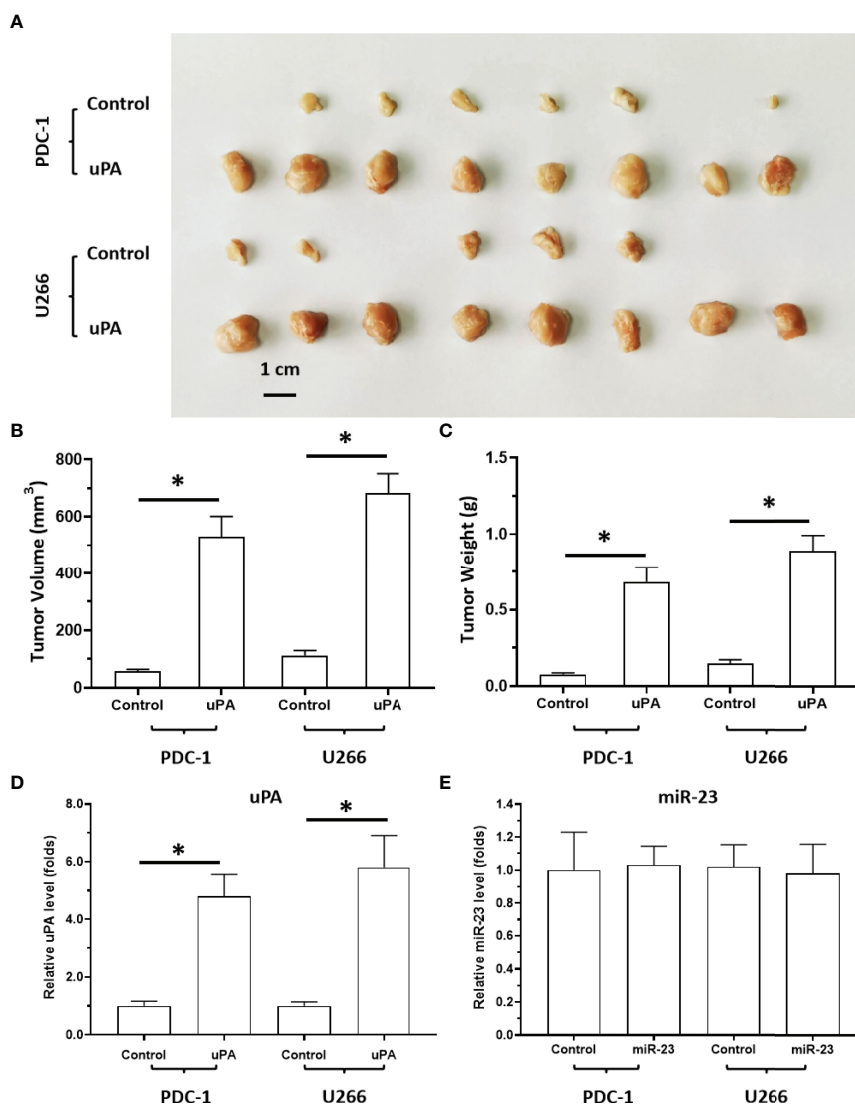 A
PDC-1
Control
uPA
U266
Control
uPA
1 cm
B
Tumor Volume (mm³)
800
600
400
200
0
*
*
Control
uPA
Control
uPA
PDC-1
U266
C
Tumor Weight (g)
1.5
1.0
0.5
0.0
*
*
Control
uPA
Control
uPA
PDC-1
U266
D
uPA
Relative uPA level (folds)
8.0
6.0
4.0
2.0
0.0
*
*
Control
uPA
Control
uPA
PDC-1
U266
E
miR-23
Relative miR-23 level (folds)
1.4
1.2
1.0
0.8
0.6
0.4
0.2
0.0
Control
miR-23
Control
miR-23
PDC-1
U266